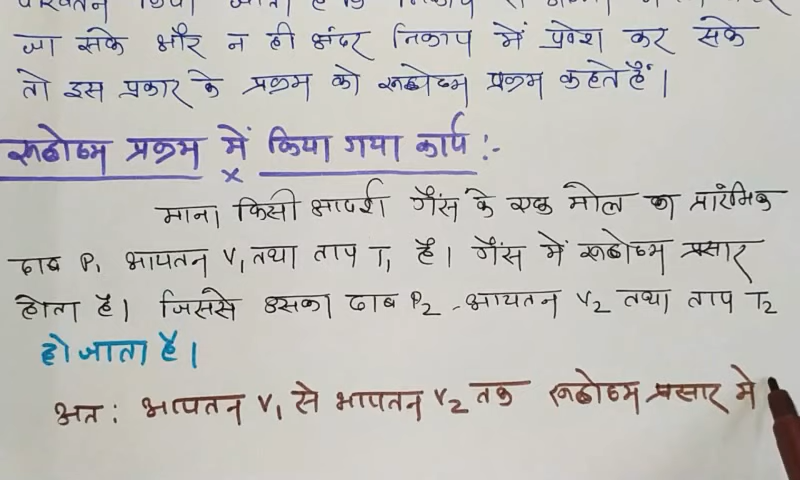 जा सके और न ही अंदर निकाय में प्रवेश कर सके
तो इस प्रकार के प्रक्रम को रूद्धोष्म प्रक्रम कहते हैं।
रूद्धोष्म प्रक्रम में किया गया कार्य :-
माना किसी आदर्श गैस के एक मोल का प्रारंमिक
दाब P₁ आयतन V₁ तथा ताप T₁ है। गैस में रूद्धोष्म प्रसार
होता है। जिससे उसका दाब P₂ आयतन V₂ तथा ताप T₂
हो जाता है।
अतः आयतन V₁ से आयतन V₂ तक रूद्धोष्म प्रसार मे